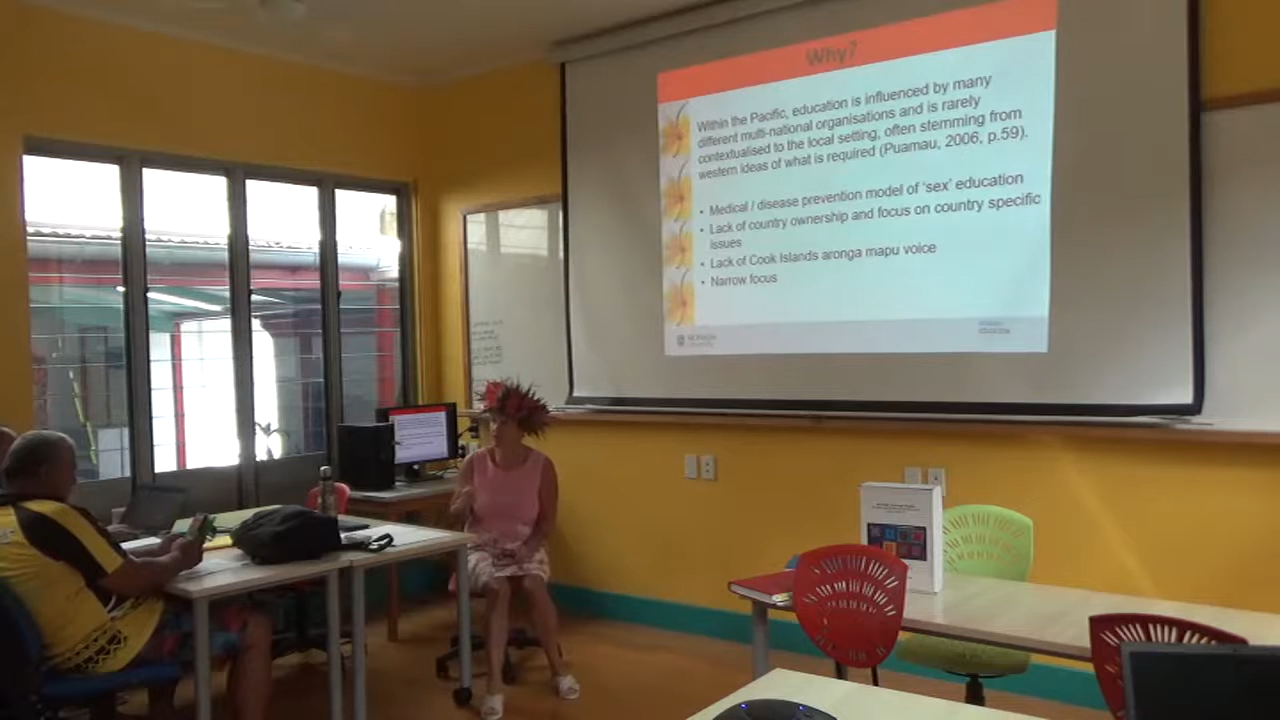 Why?
Within the Pacific, education is influenced by many
different multi-national organisations and is rarely
contextualised to the local setting, often stemming from
western ideas of what is required (Puamau, 2006, p.59).
• Medical / disease prevention model of 'sex' education
• Lack of country ownership and focus on country specific
issues
• Lack of Cook Islands aronga mapu voice
• Narrow focus